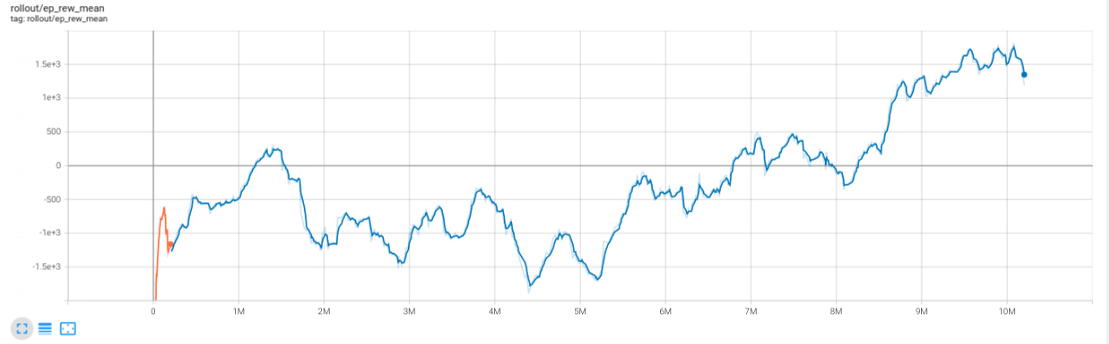 rollout/ep_rew_mean
tag: rollout/ep_rew_mean
1.5e+3
1e+3
500
0
-500
-1e+3
-1.5e+3
0 1M 2M 3M 4M 5M 6M 7M 8M 9M 10M